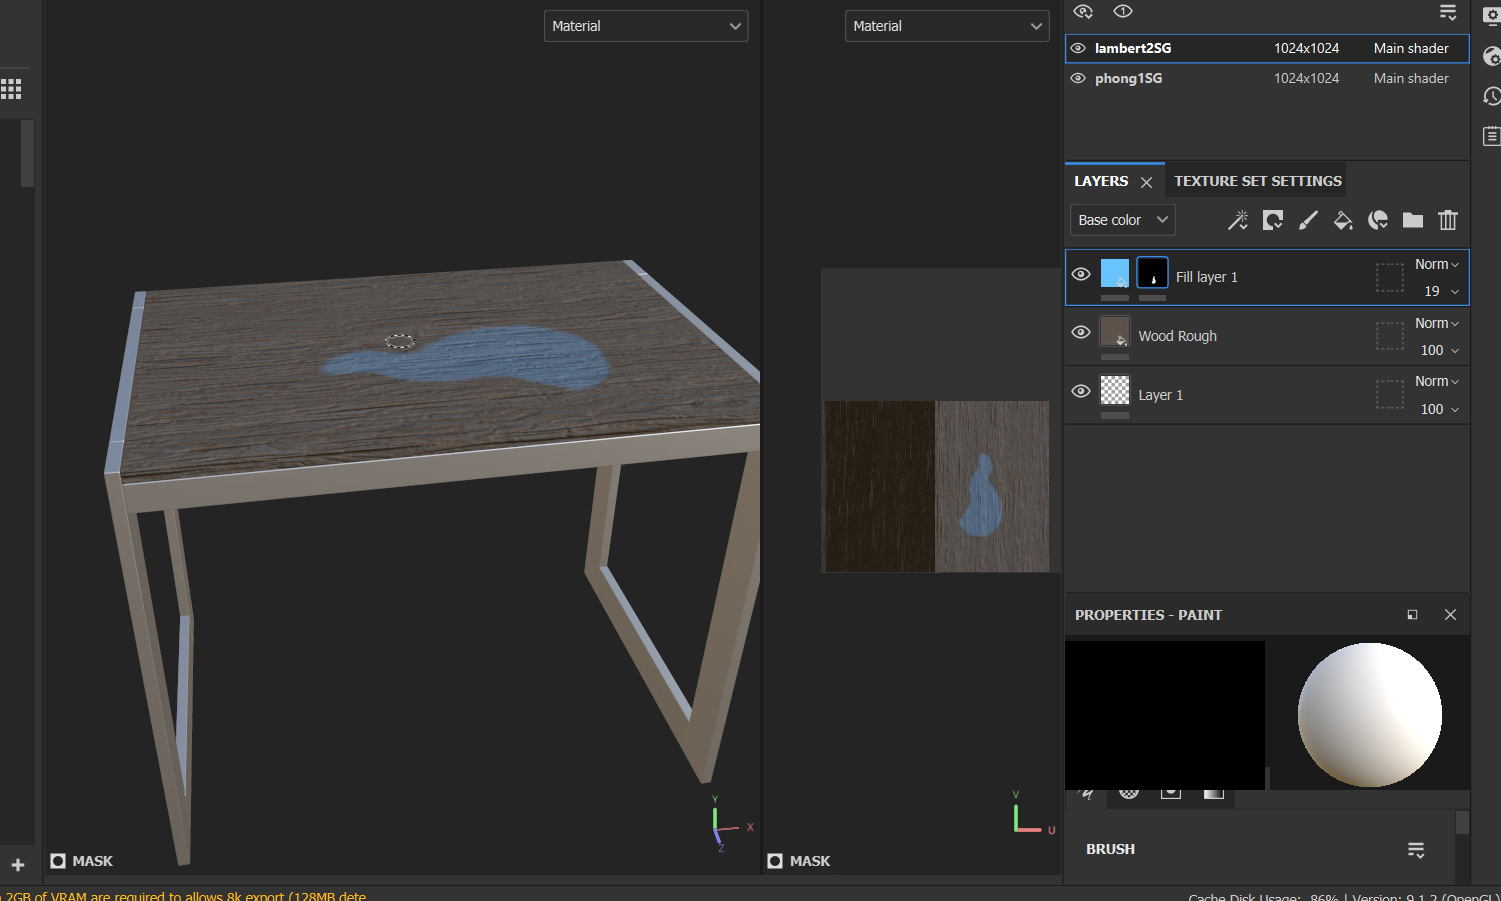 Material
Material
lambert2SG 1024x1024 Main shader
phong1SG 1024x1024 Main shader
LAYERS TEXTURE SET SETTINGS
Base color
Fill layer 1 Norm
19
Wood Rough Norm
100
Layer 1 Norm
100
PROPERTIES - PAINT
Y
X
Z
V
U
BRUSH
MASK
MASK
2GB of VRAM are required to allows 8k export (128MB dete
Cache Disk Usage: 86% | Version: 9.1.2 (OpenGL)